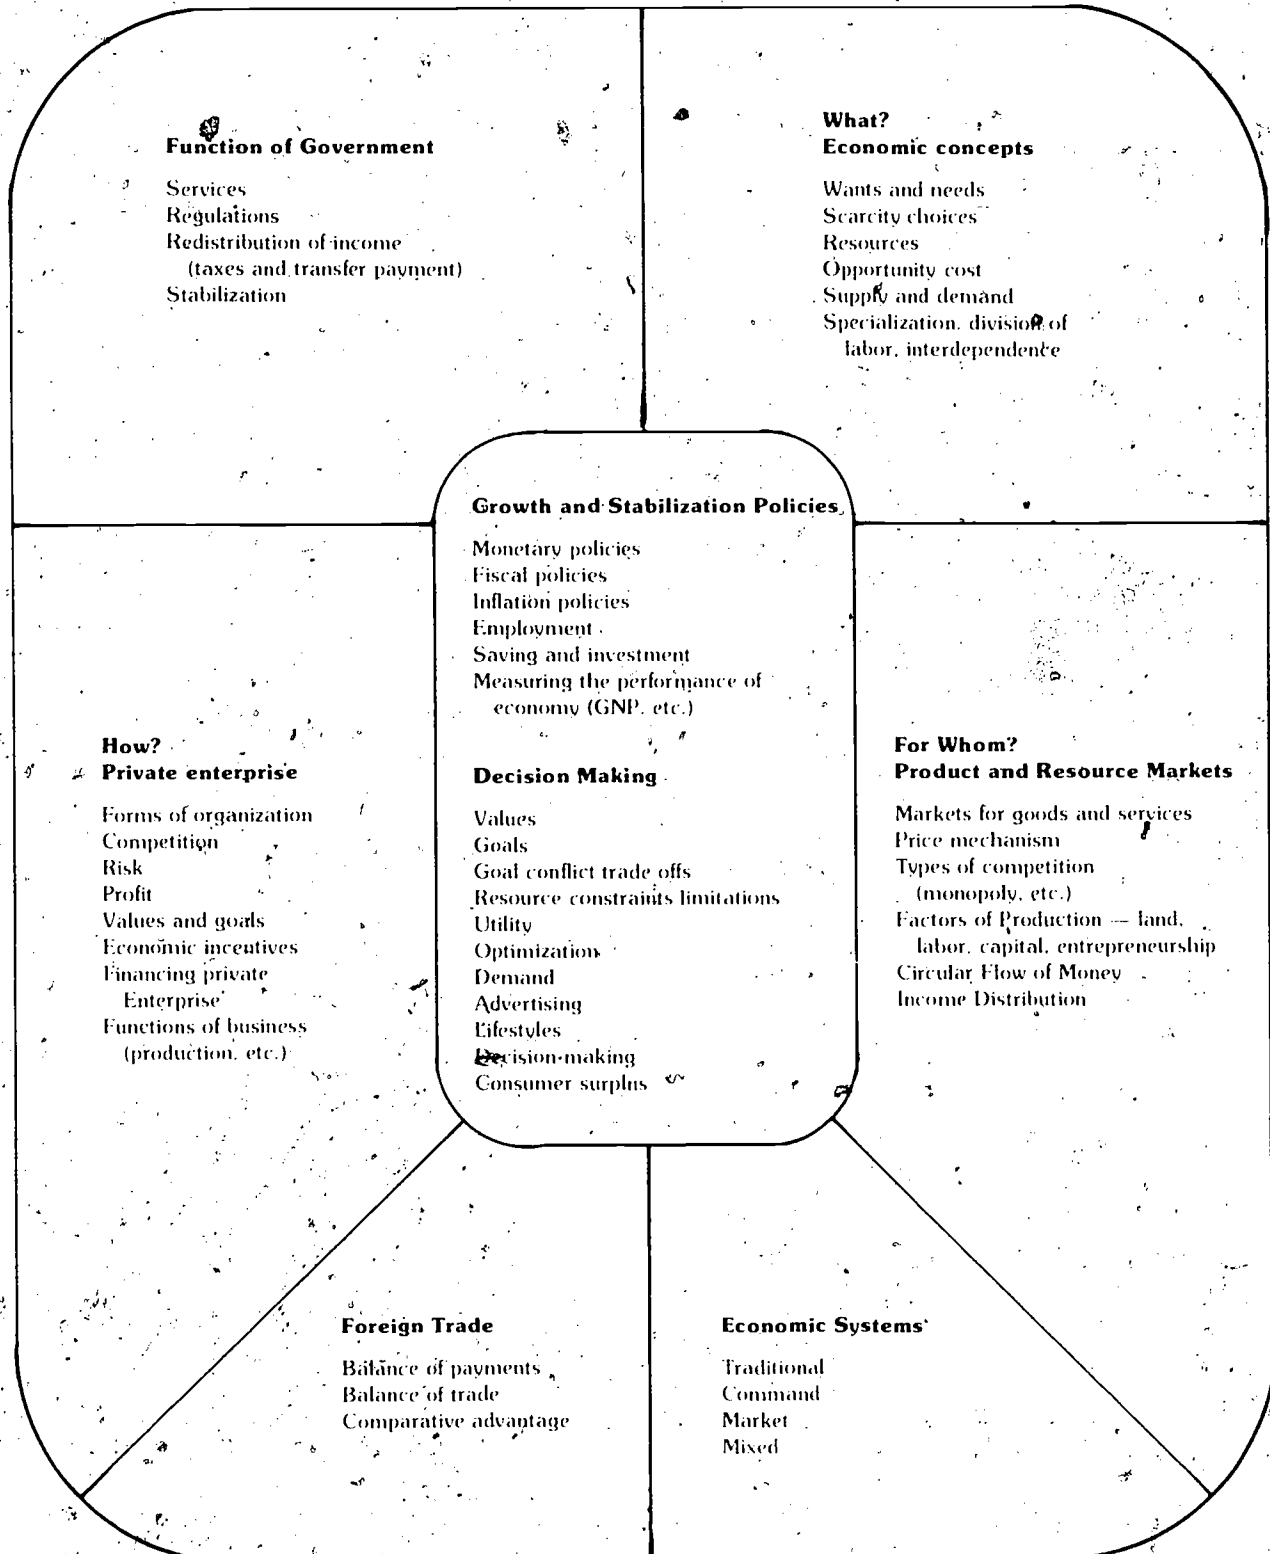 Function of Government
Services
Regulations
Redistribution of income
(taxes and transfer payment)
Stabilization
What?
Economic concepts
Wants and needs
Scarcity choices
Resources
Opportunity cost
Supply and demand
Specialization, division of
labor, interdependence
Growth and Stabilization Policies
Monetary policies
Fiscal policies
Inflation policies
Employment
Saving and investment
Measuring the performance of
economy (GNP, etc.)
Decision Making
Values
Goals
Goal conflict trade offs
Resource constraints limitations
Utility
Optimization
Demand
Advertising
Lifestyles
Decision-making
Consumer surplus
How?
Private enterprise
Forms of organization
Competition
Risk
Profit
Values and goals
Economic incentives
Financing private
Enterprise
Functions of business
(production, etc.)
For Whom?
Product and Resource Markets
Markets for goods and services
Price mechanism
Types of competition
(monopoly, etc.)
Factors of Production — land,
labor, capital, entrepreneurship
Circular Flow of Money
Income Distribution
Foreign Trade
Balance of payments
Balance of trade
Comparative advantage
Economic Systems
Traditional
Command
Market
Mixed